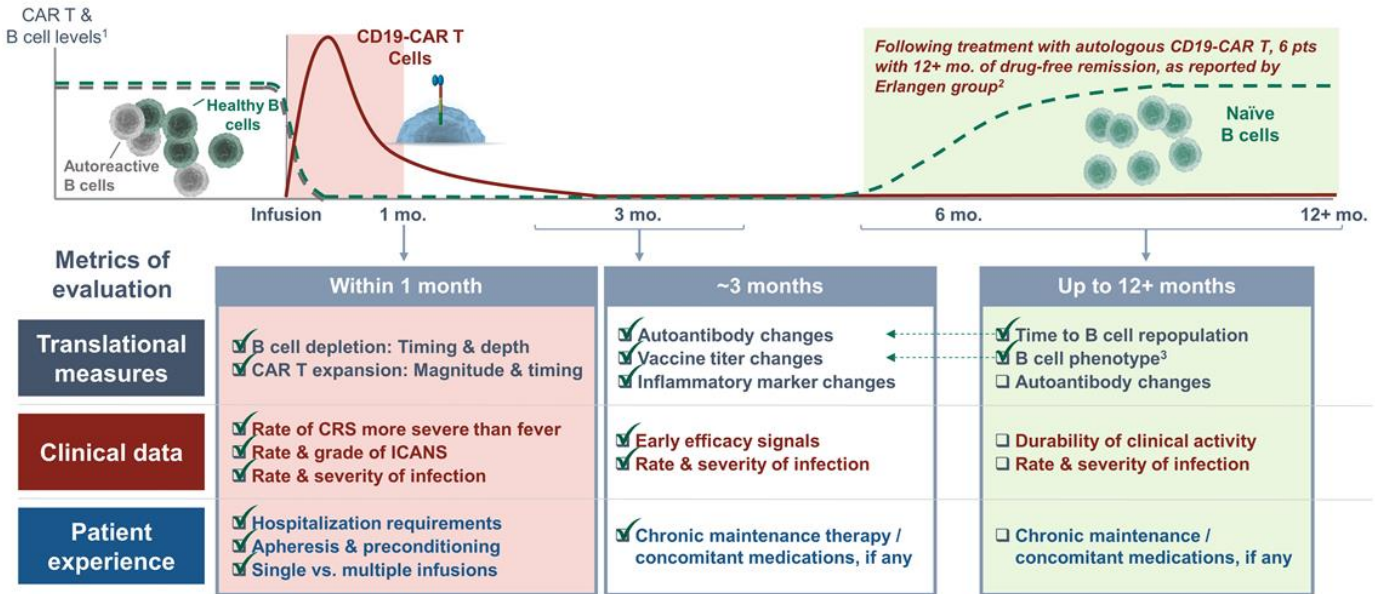 CAR T &
B cell levels¹
CD19-CAR T
Cells
Healthy B
cells
Autoreactive
B cells
Following treatment with autologous CD19-CAR T, 6 pts
with 12+ mo. of drug-free remission, as reported by
Erlangen group²
Naïve
B cells
Infusion
1 mo.
3 mo.
6 mo.
12+ mo.
Metrics of
evaluation
Within 1 month
~3 months
Up to 12+ months
Translational
measures
B cell depletion: Timing & depth
CAR T expansion: Magnitude & timing
Autoantibody changes
Vaccine titer changes
Inflammatory marker changes
Time to B cell repopulation
B cell phenotype³
Autoantibody changes
Clinical data
Rate of CRS more severe than fever
Rate & grade of ICANS
Rate & severity of infection
Early efficacy signals
Rate & severity of infection
Durability of clinical activity
Rate & severity of infection
Patient
experience
Hospitalization requirements
Apheresis & preconditioning
Single vs. multiple infusions
Chronic maintenance therapy /
concomitant medications, if any
Chronic maintenance /
concomitant medications, if any